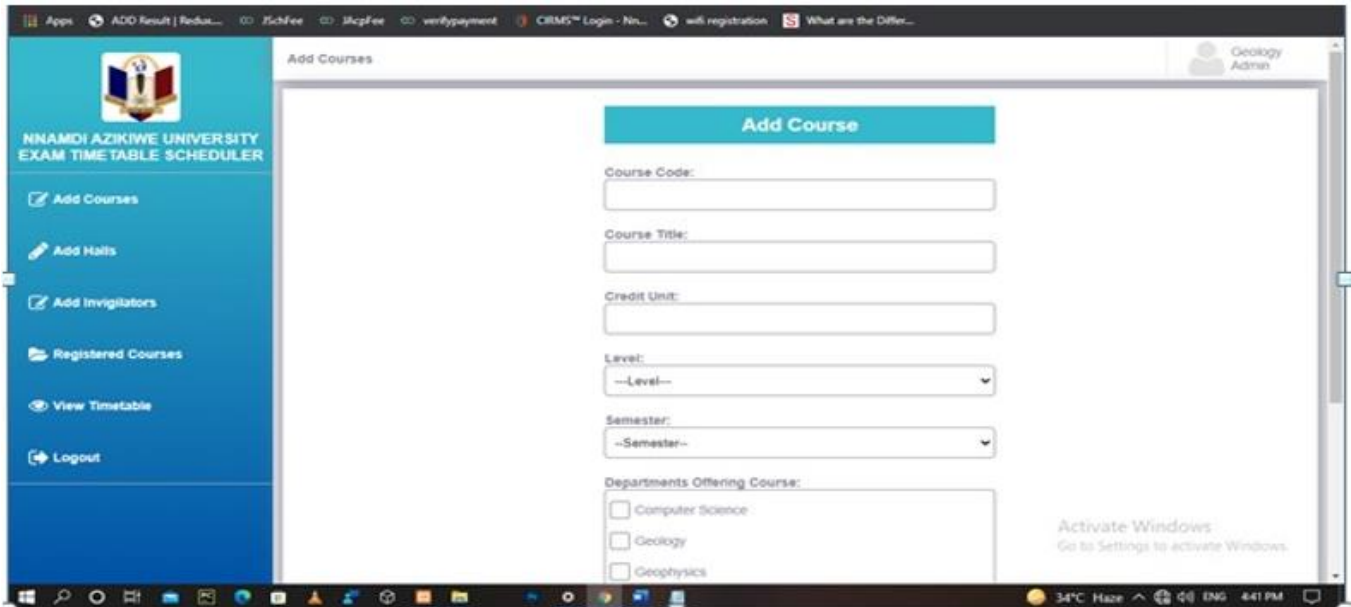 Apps ADD Result | Redux... JSchFee JAcpFee verifypayment CIRMS™ Login - Nn... wifi registration What are the Differ...
Add Courses
Geology
Admin
NNAMDI AZIKIWE UNIVERSITY
EXAM TIMETABLE SCHEDULER
Add Courses
Add Halls
Add Invigilators
Registered Courses
View Timetable
Logout
Add Course
Course Code:
Course Title:
Credit Unit:
Level:
---Level---
Semester:
--Semester--
Departments Offering Course:
Computer Science
Geology
Geophysics
Activate Windows
Go to Settings to activate Windows.
34°C Haze ENG 4:41 PM